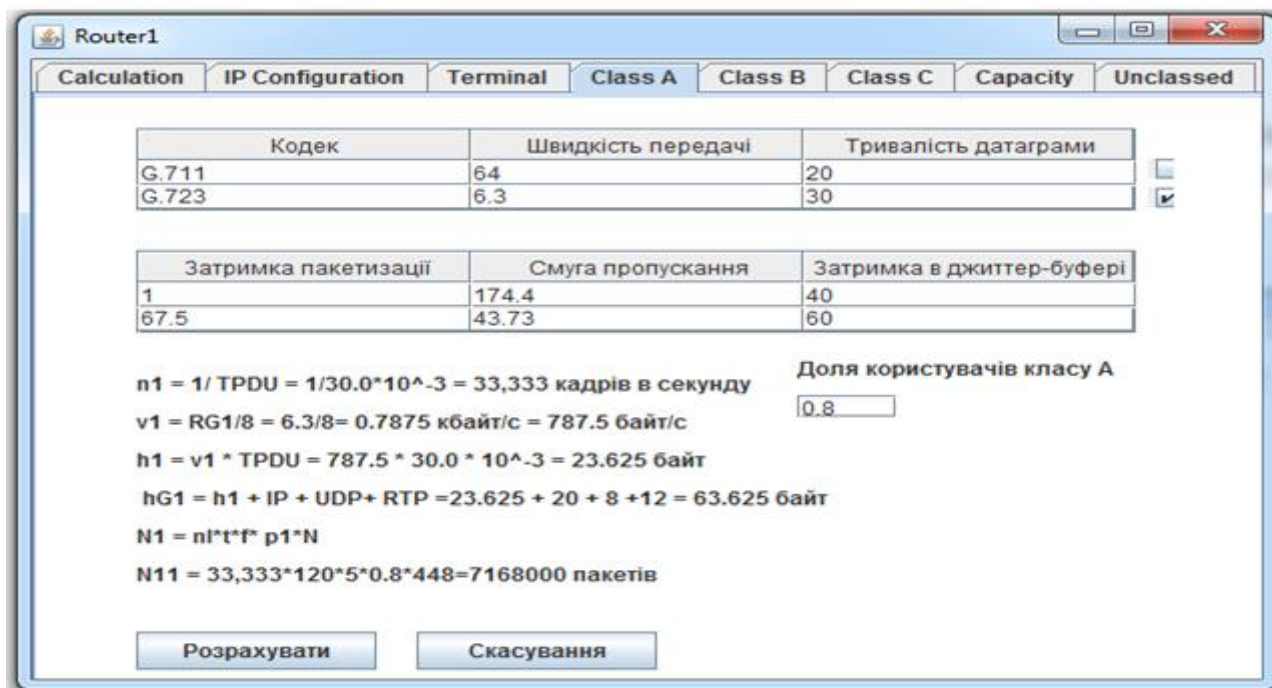 Router1
Calculation IP Configuration Terminal Class A Class B Class C Capacity Unclassed
Кодек Швидкість передачі Тривалість датаграми
G.711 64 20
G.723 6.3 30
Затримка пакетизації Смуга пропускання Затримка в джиттер-буфері
1 174.4 40
67.5 43.73 60
n1 = 1/ TPDU = 1/30.0*10^-3 = 33,333 кадрів в секунду
Доля користувачів класу А
0.8
v1 = RG1/8 = 6.3/8= 0.7875 кбайт/с = 787.5 байт/с
h1 = v1 * TPDU = 787.5 * 30.0 * 10^-3 = 23.625 байт
hG1 = h1 + IP + UDP+ RTP =23.625 + 20 + 8 +12 = 63.625 байт
N1 = nl*t*f* p1*N
N11 = 33,333*120*5*0.8*448=7168000 пакетів
Розрахувати Скасування